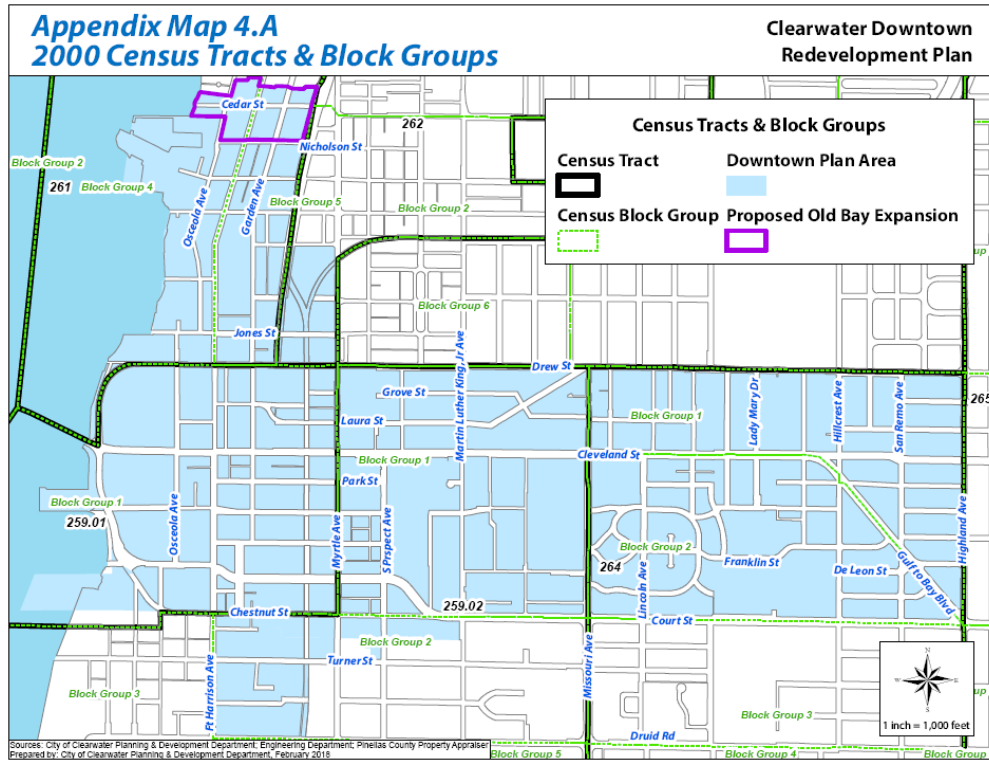 Appendix Map 4.A
2000 Census Tracts & Block Groups
Clearwater Downtown
Redevelopment Plan
Census Tracts & Block Groups
Census Tract
Downtown Plan Area
Census Block Group
Proposed Old Bay Expansion
Cedar St
262
Nicholson St
Block Group 2
261
Block Group 4
Osceola Ave
Garden Ave
Block Group 5
Block Group 2
Block Group 6
Jones St
Martin Luther King, Jr Ave
Drew St
Grove St
Laura St
Block Group 1
Lady Mary Dr
Hillcrest Ave
San Remo Ave
265
Block Group 1
Cleveland St
Park St
Block Group 1
259.01
Osceola Ave
Myrtle Ave
S Prspect Ave
Highland Ave
264
Block Group 2
Lincoln Ave
Franklin St
De Leon St
Gulf to Bay Blvd
Chestnut St
259.02
Court St
Block Group 2
Turner St
Ft Harrison Ave
Missouri Ave
Block Group 3
Block Group 3
Druid Rd
Block Group 5
Block Group 4
N
W
E
S
1 inch = 1,000 feet
Sources: City of Clearwater Planning & Development Department; Engineering Department; Pinellas County Property Appraiser
Prepared by: City of Clearwater Planning & Development Department, February 2018